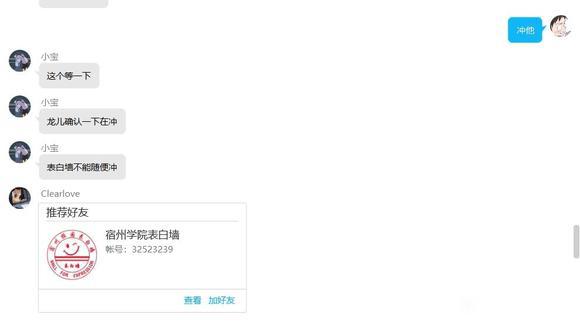 冲他
小宝
这个等一下
小宝
龙儿确认一下在冲
小宝
表白墙不能随便冲
Clearlove
推荐好友
宿州学院表白墙
帐号：32523239
查看 加好友